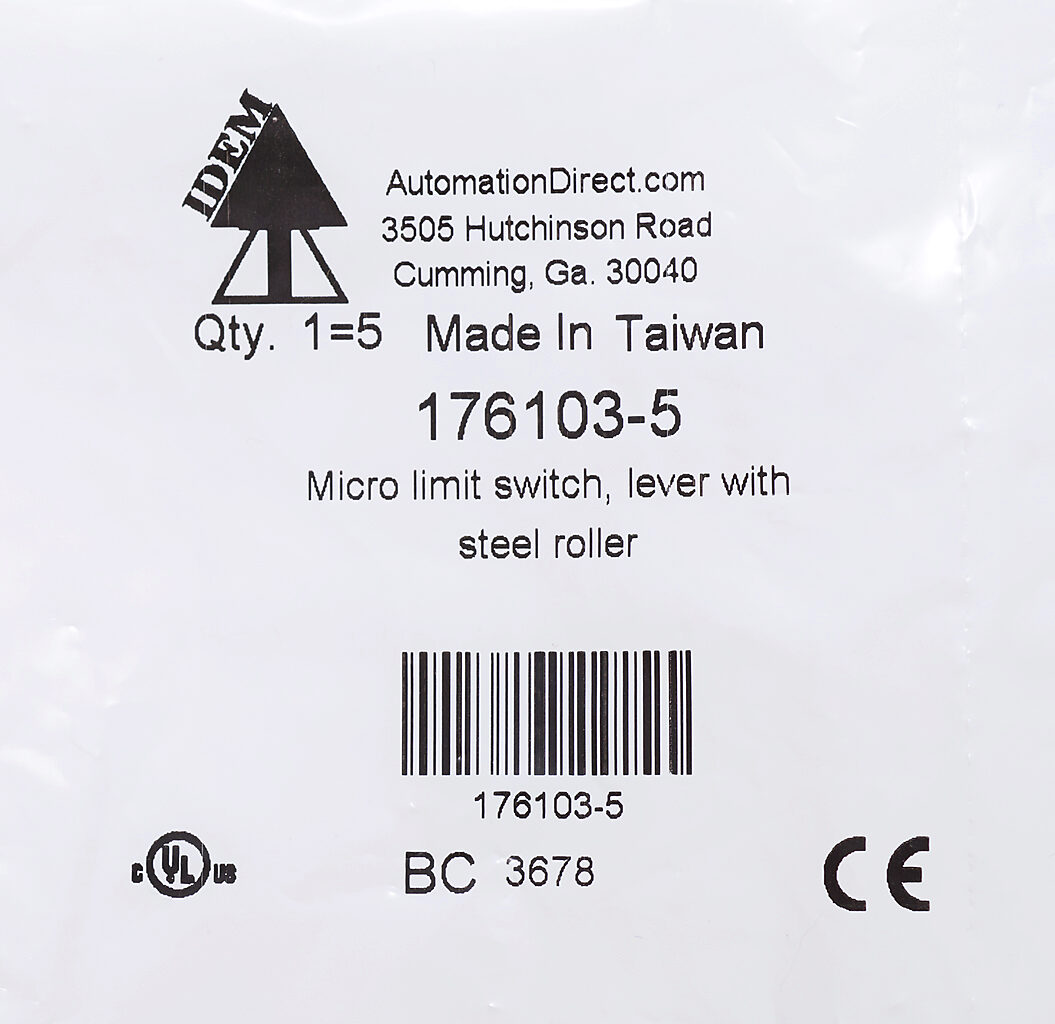 IDEM
AutomationDirect.com
3505 Hutchinson Road
Cumming, Ga. 30040
Qty. 1=5 Made In Taiwan
176103-5
Micro limit switch, lever with
steel roller
176103-5
C UL US BC 3678 CE